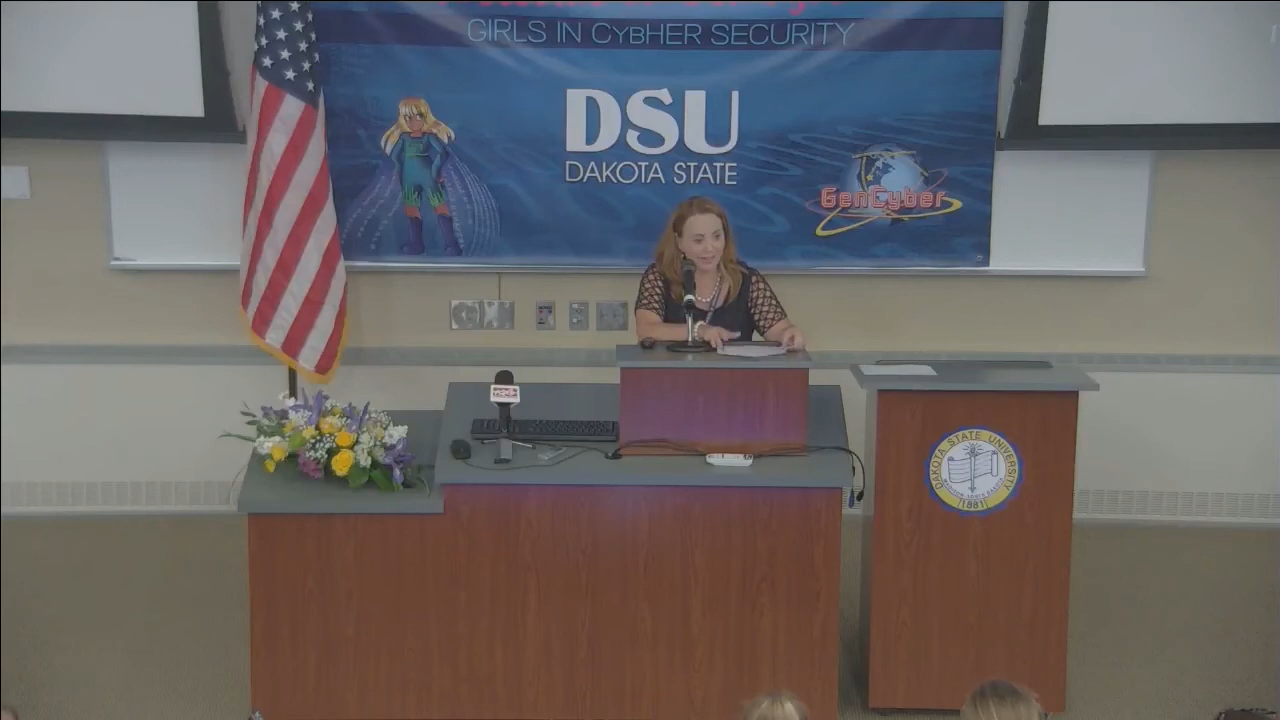 GIRLS IN CYBHER SECURITY
DSU
DAKOTA STATE
GenCyber
DAKOTA STATE UNIVERSITY
1881